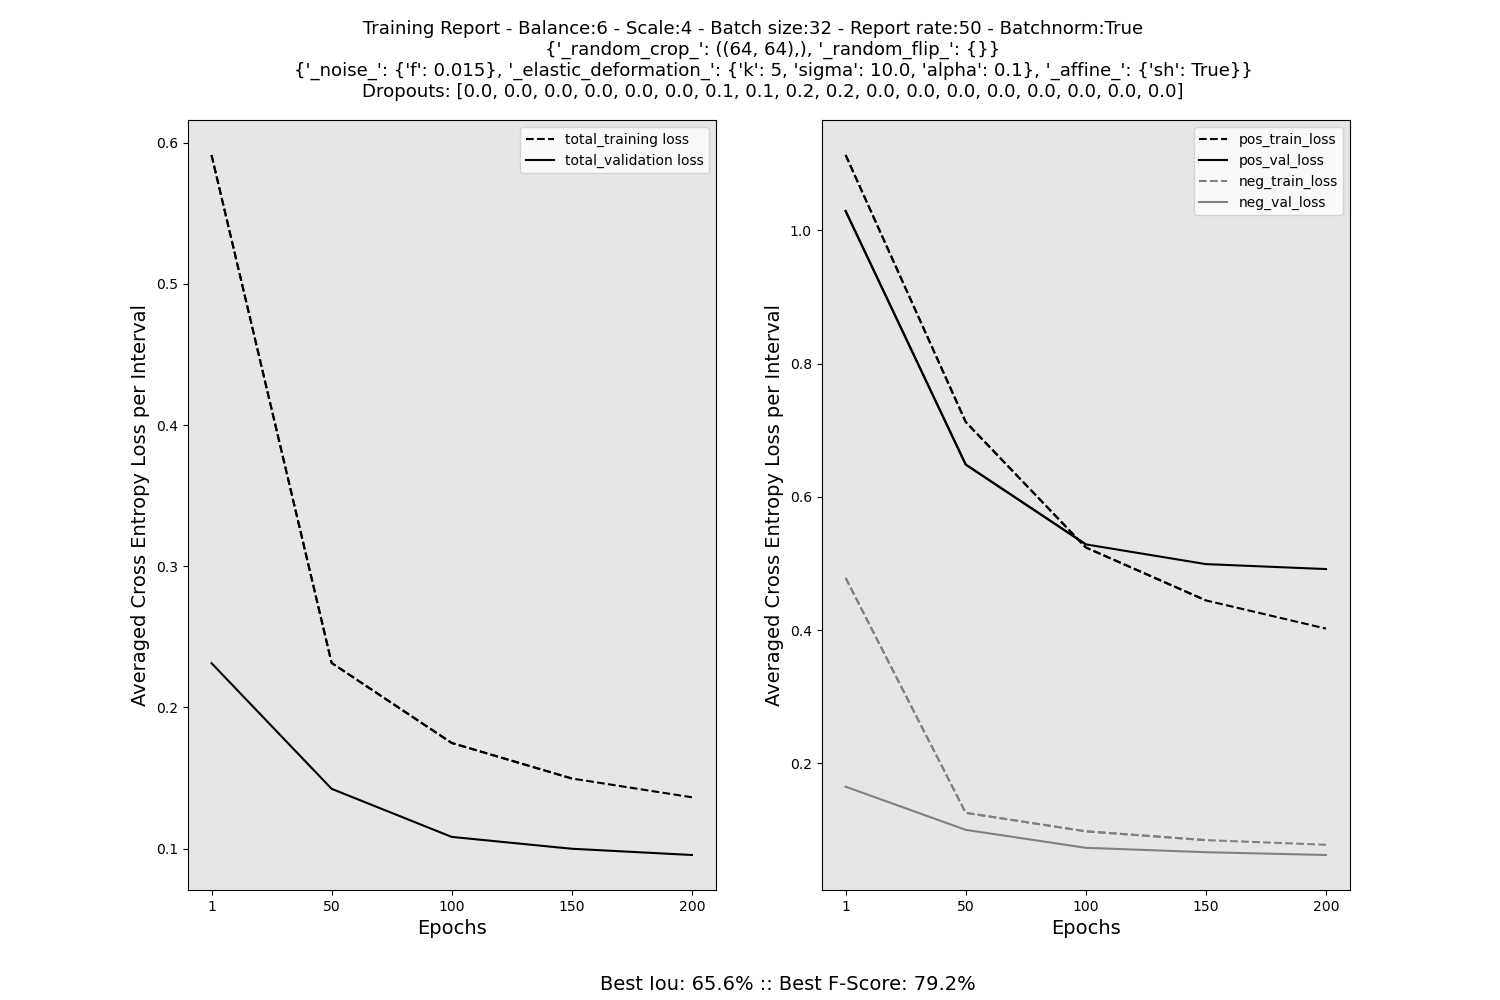 Training Report - Balance:6 - Scale:4 - Batch size:32 - Report rate:50 - Batchnorm:True
{'_random_crop_': ((64, 64),), '_random_flip_': {}}
{'_noise_': {'f': 0.015}, '_elastic_deformation_': {'k': 5, 'sigma': 10.0, 'alpha': 0.1}, '_affine_': {'sh': True}}
Dropouts: [0.0, 0.0, 0.0, 0.0, 0.0, 0.0, 0.1, 0.1, 0.2, 0.2, 0.0, 0.0, 0.0, 0.0, 0.0, 0.0, 0.0, 0.0]
total_training loss
total_validation loss
Averaged Cross Entropy Loss per Interval
0.6
0.5
0.4
0.3
0.2
0.1
1 50 100 150 200
Epochs
pos_train_loss
pos_val_loss
neg_train_loss
neg_val_loss
Averaged Cross Entropy Loss per Interval
1.0
0.8
0.6
0.4
0.2
1 50 100 150 200
Epochs
Best Iou: 65.6% :: Best F-Score: 79.2%